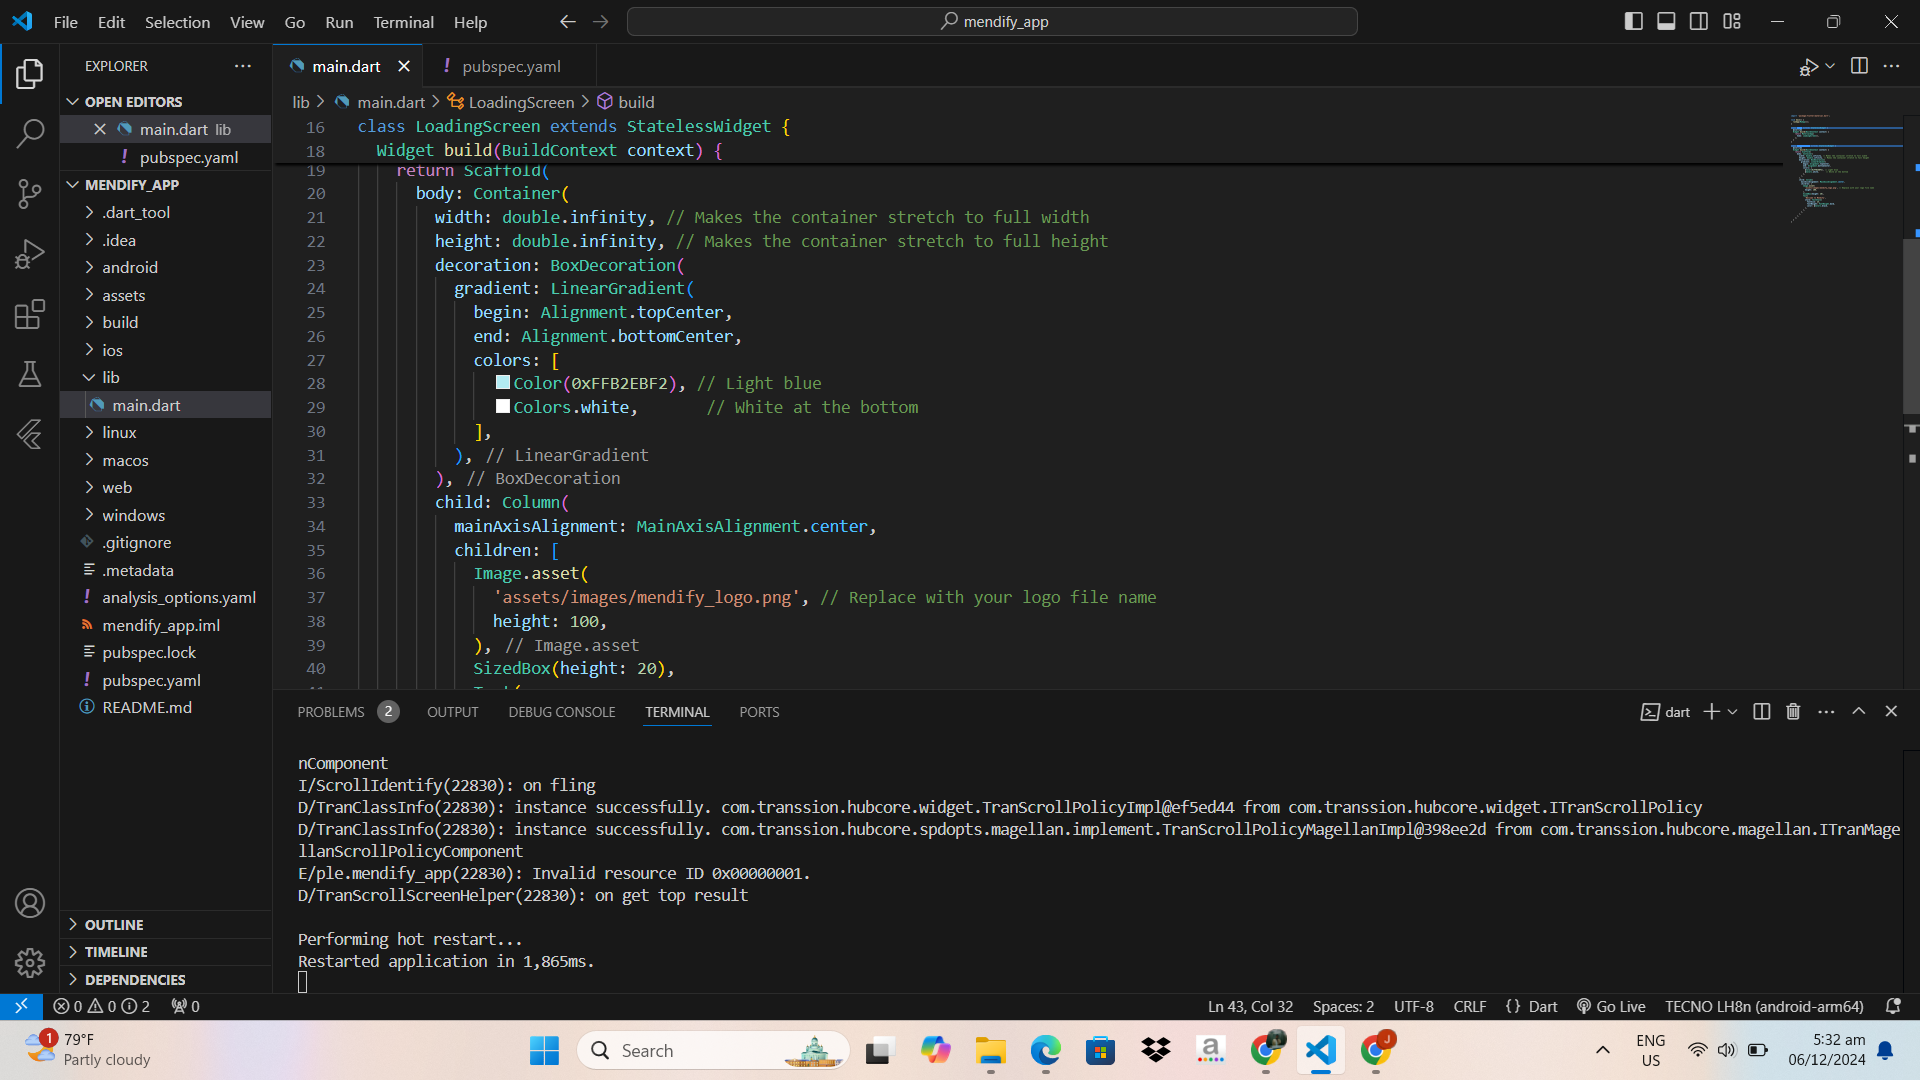 File Edit Selection View Go Run Terminal Help
mendify_app
EXPLORER
OPEN EDITORS
main.dart lib
pubspec.yaml
MENDIFY_APP
.dart_tool
.idea
android
assets
build
ios
lib
main.dart
linux
macos
web
windows
.gitignore
.metadata
analysis_options.yaml
mendify_app.iml
pubspec.lock
pubspec.yaml
README.md
OUTLINE
TIMELINE
DEPENDENCIES
main.dart
! pubspec.yaml
lib > main.dart > LoadingScreen > build
16 class LoadingScreen extends StatelessWidget {
18 Widget build(BuildContext context) {
19 return Scaffold(
20 body: Container(
21 width: double.infinity, // Makes the container stretch to full width
22 height: double.infinity, // Makes the container stretch to full height
23 decoration: BoxDecoration(
24 gradient: LinearGradient(
25 begin: Alignment.topCenter,
26 end: Alignment.bottomCenter,
27 colors: [
28 Color(0xFFB2EBF2), // Light blue
29 Colors.white, // White at the bottom
30 ],
31 ), // LinearGradient
32 ), // BoxDecoration
33 child: Column(
34 mainAxisAlignment: MainAxisAlignment.center,
35 children: [
36 Image.asset(
37 'assets/images/mendify_logo.png', // Replace with your logo file name
38 height: 100,
39 ), // Image.asset
40 SizedBox(height: 20),
PROBLEMS 2 OUTPUT DEBUG CONSOLE TERMINAL PORTS
dart
nComponent
I/ScrollIdentify(22830): on fling
D/TranClassInfo(22830): instance successfully. com.transsion.hubcore.widget.TranScrollPolicyImpl@ef5ed44 from com.transsion.hubcore.widget.ITranScrollPolicy
D/TranClassInfo(22830): instance successfully. com.transsion.hubcore.spdopts.magellan.implement.TranScrollPolicyMagellanImpl@398ee2d from com.transsion.hubcore.magellan.ITranMage
llanScrollPolicyComponent
E/ple.mendify_app(22830): Invalid resource ID 0x00000001.
D/TranScrollScreenHelper(22830): on get top result
Performing hot restart...
Restarted application in 1,865ms.
0 0 2 0
Ln 43, Col 32 Spaces: 2 UTF-8 CRLF {} Dart Go Live TECNO LH8n (android-arm64)
1
79°F
Partly cloudy
Search
a
J
ENG
US
5:32 am
06/12/2024